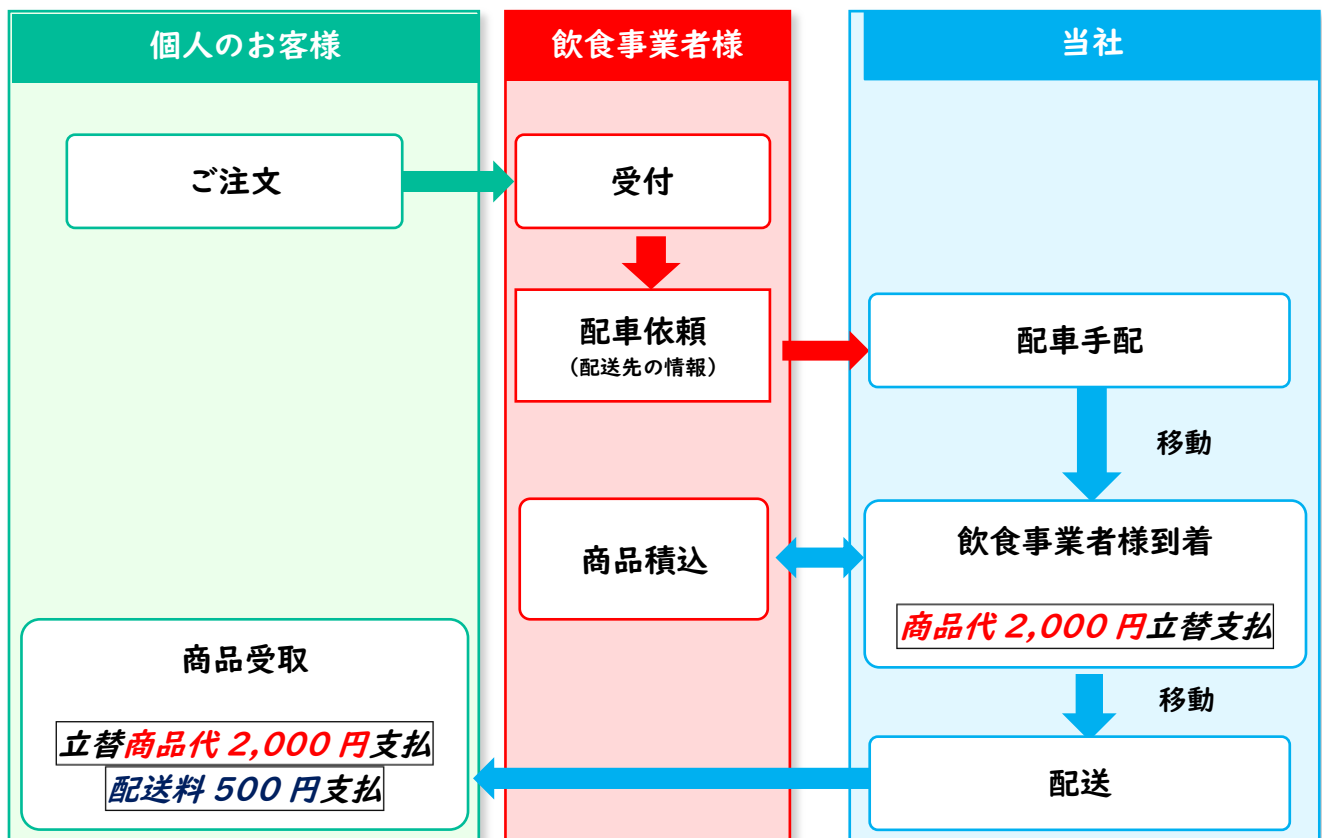 個人のお客様
飲食事業者様
当社
ご注文
受付
配車依頼
(配送先の情報)
配車手配
移動
商品積込
飲食事業者様到着
商品代 2,000 円立替支払
移動
商品受取
立替商品代 2,000 円支払
配送料 500 円支払
配送